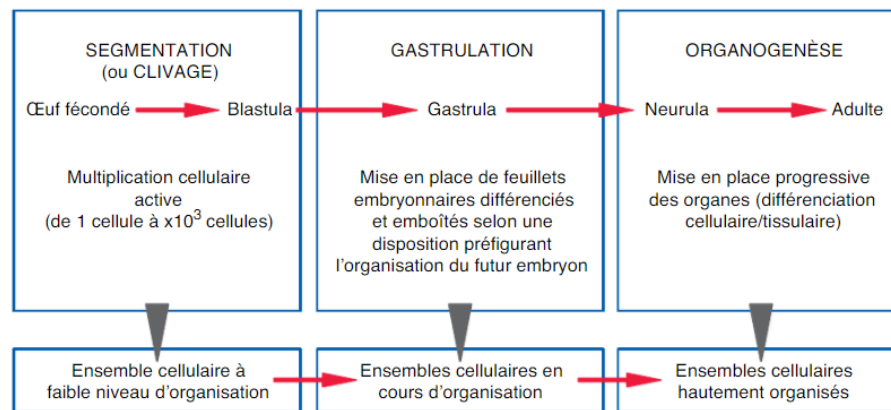 SEGMENTATION
(ou CLIVAGE)
Œuf fécondé
Blastula
Multiplication cellulaire
active
(de 1 cellule à x10³ cellules)
GASTRULATION
Gastrula
Mise en place de feuillets
embryonnaires différenciés
et emboîtés selon une
disposition préfigurant
l’organisation du futur embryon
ORGANOGENÈSE
Neurula
Adulte
Mise en place progressive
des organes (différenciation
cellulaire/tissulaire)
Ensemble cellulaire à
faible niveau d’organisation
Ensembles cellulaires en
cours d’organisation
Ensembles cellulaires
hautement organisés